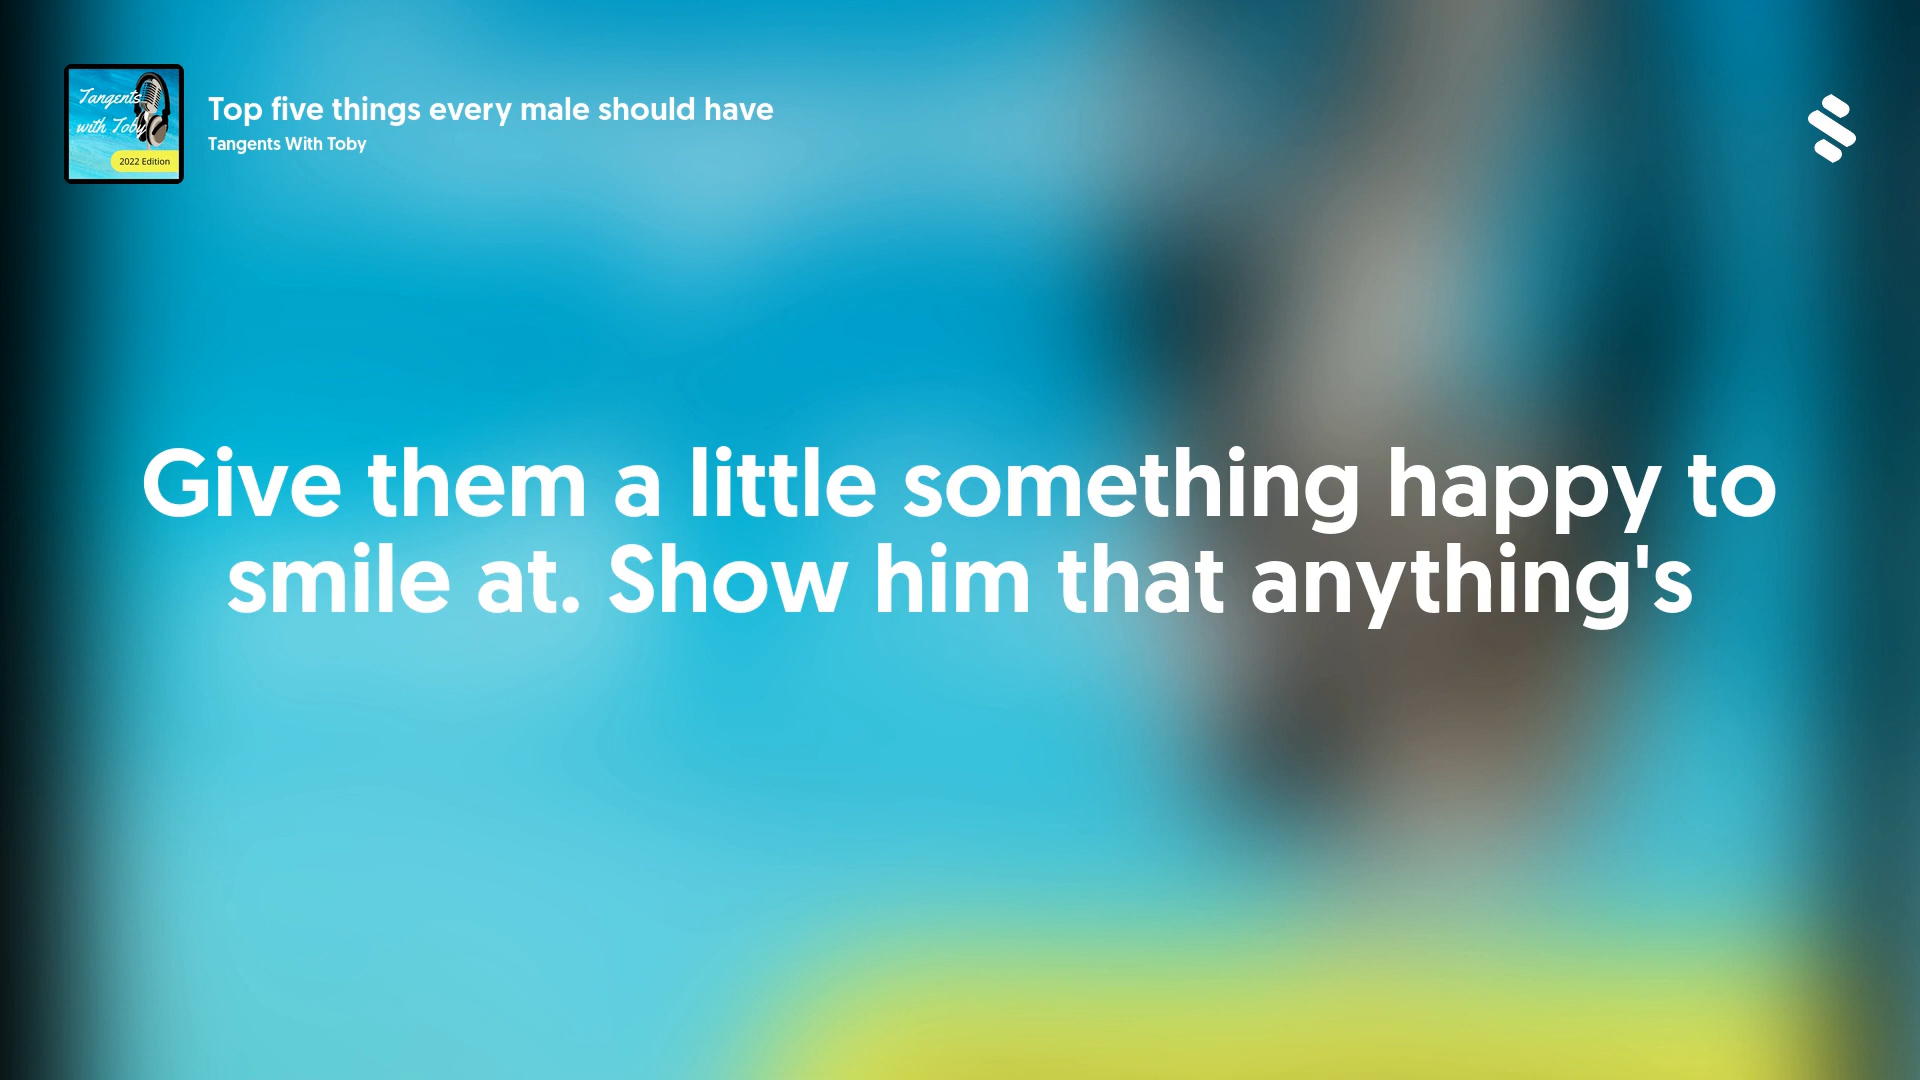 Tangents
with Toby
2022 Edition
Top five things every male should have
Tangents With Toby
Give them a little something happy to
smile at. Show him that anything's